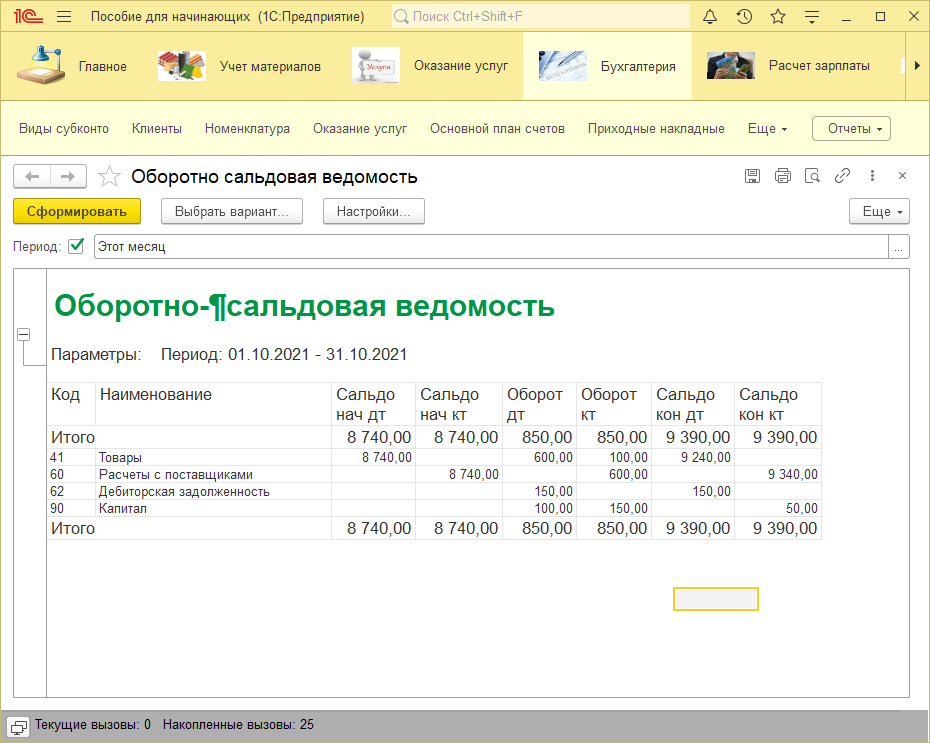 1С Пособие для начинающих (1С:Предприятие) Поиск Ctrl+Shift+F
Главное Учет материалов Услуги Оказание услуг БУХГАЛТЕРИЯ Бухгалтерия Расчет зарплаты
Виды субконто Клиенты Номенклатура Оказание услуг Основной план счетов Приходные накладные Еще Отчеты
Оборотно сальдовая ведомость
Сформировать Выбрать вариант... Настройки... Еще
Период: Этот месяц ...
Оборотно-¶сальдовая ведомость
Параметры: Период: 01.10.2021 - 31.10.2021
Код Наименование Сальдо нач дт Сальдо нач кт Оборот дт Оборот кт Сальдо кон дт Сальдо кон кт
Итого 8 740,00 8 740,00 850,00 850,00 9 390,00 9 390,00
41 Товары 8 740,00 600,00 100,00 9 240,00
60 Расчеты с поставщиками 8 740,00 600,00 9 340,00
62 Дебиторская задолженность 150,00 150,00
90 Капитал 100,00 150,00 50,00
Итого 8 740,00 8 740,00 850,00 850,00 9 390,00 9 390,00
Текущие вызовы: 0 Накопленные вызовы: 25